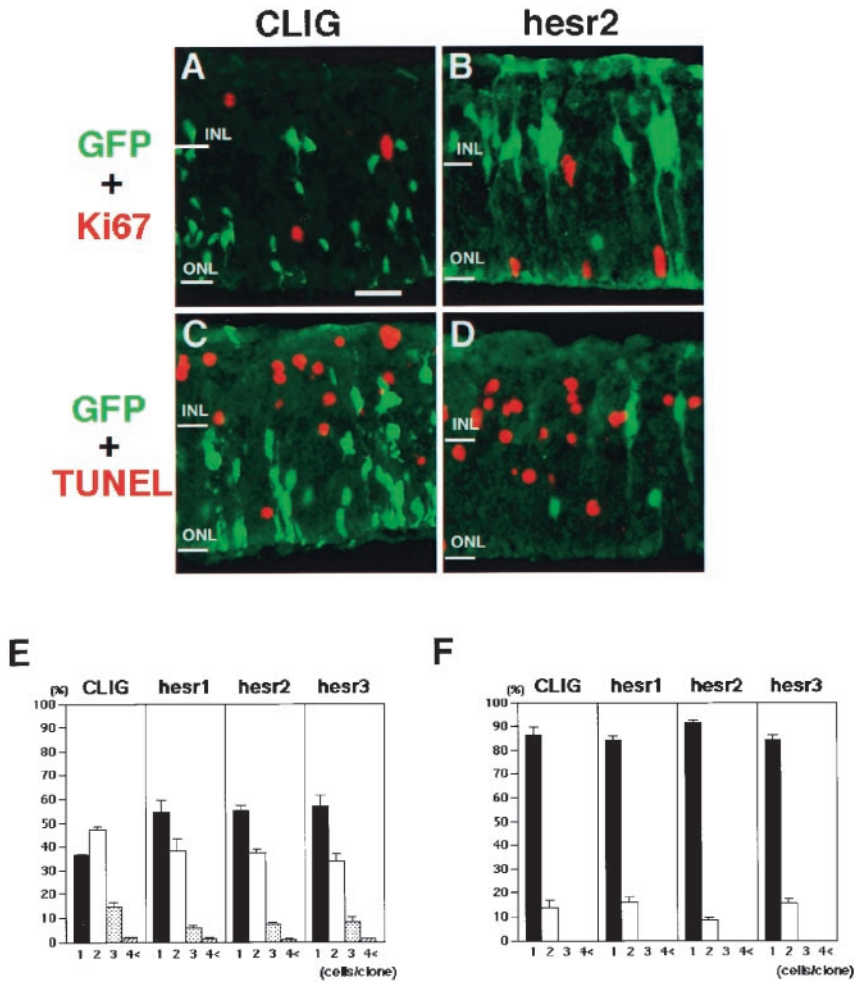 CLIG hesr2
A B
GFP
+
Ki67
INL INL
ONL ONL
C D
GFP
+
TUNEL
INL INL
ONL ONL
E
(%) CLIG hesr1 hesr2 hesr3
100
90
80
70
60
50
40
30
20
10
0
1 2 3 4< 1 2 3 4< 1 2 3 4< 1 2 3 4<
(cells/clone)
F
(%) CLIG hesr1 hesr2 hesr3
100
90
80
70
60
50
40
30
20
10
0
1 2 3 4< 1 2 3 4< 1 2 3 4< 1 2 3 4<
(cells/clone)